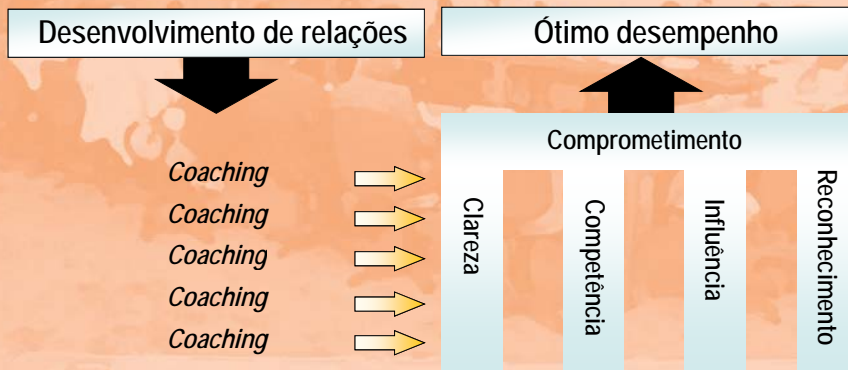 Desenvolvimento de relações
Ótimo desempenho
Comprometimento
Coaching
Coaching
Coaching
Coaching
Coaching
Clareza
Competência
Influência
Reconhecimento